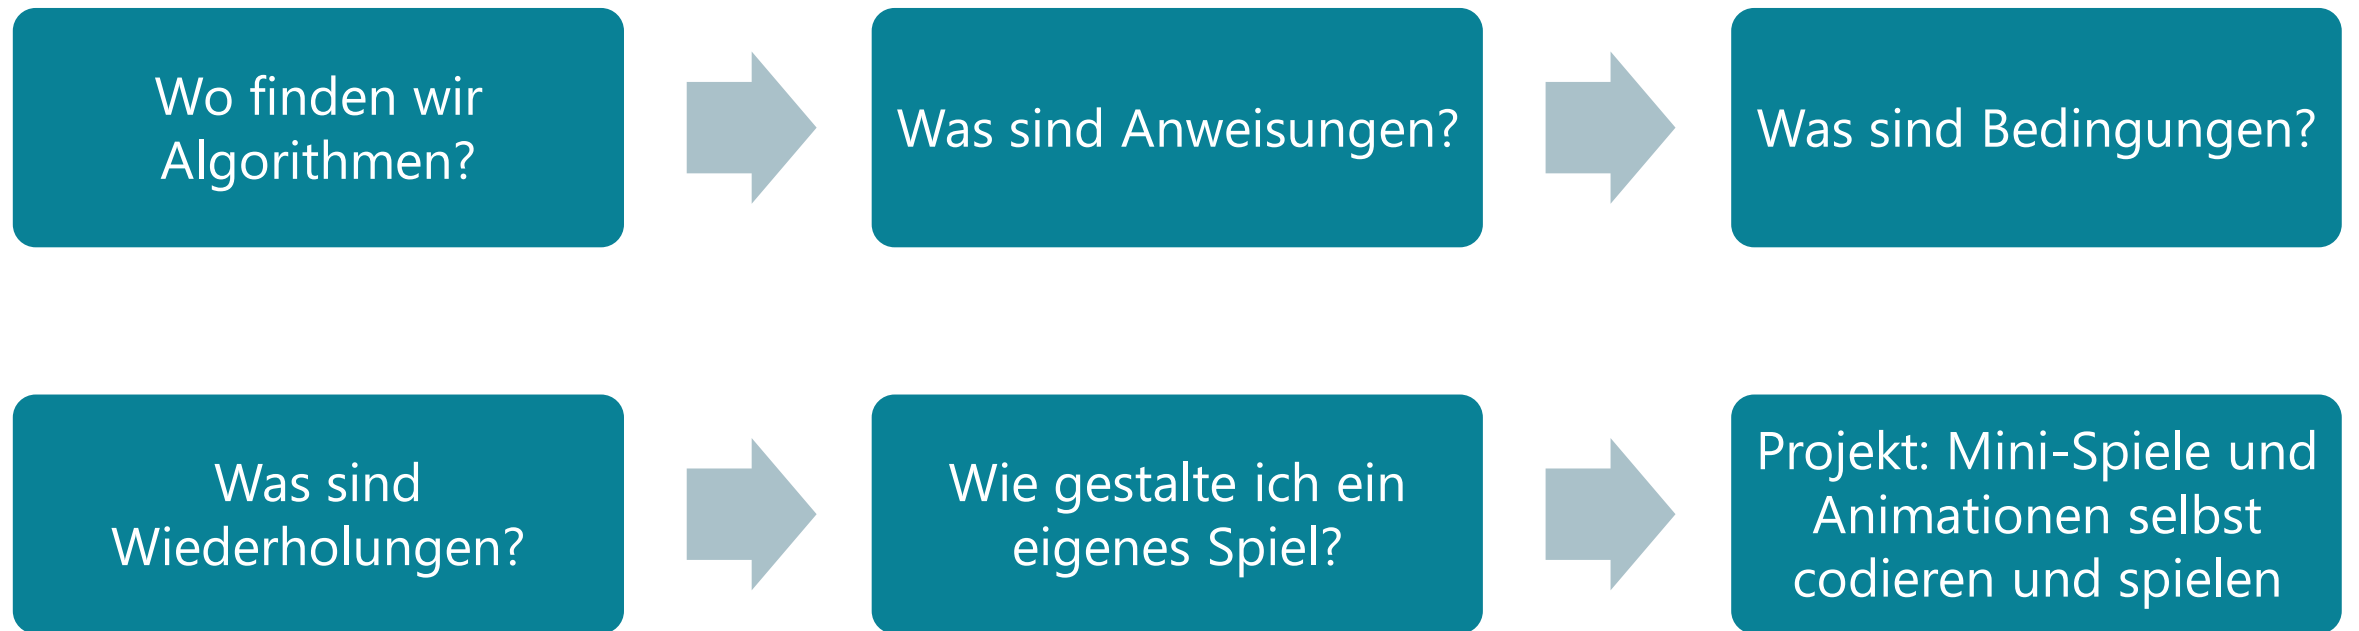 Wo finden wir
Algorithmen?
Was sind Anweisungen?
Was sind Bedingungen?
Was sind
Wiederholungen?
Wie gestalte ich ein
eigenes Spiel?
Projekt: Mini-Spiele und
Animationen selbst
codieren und spielen